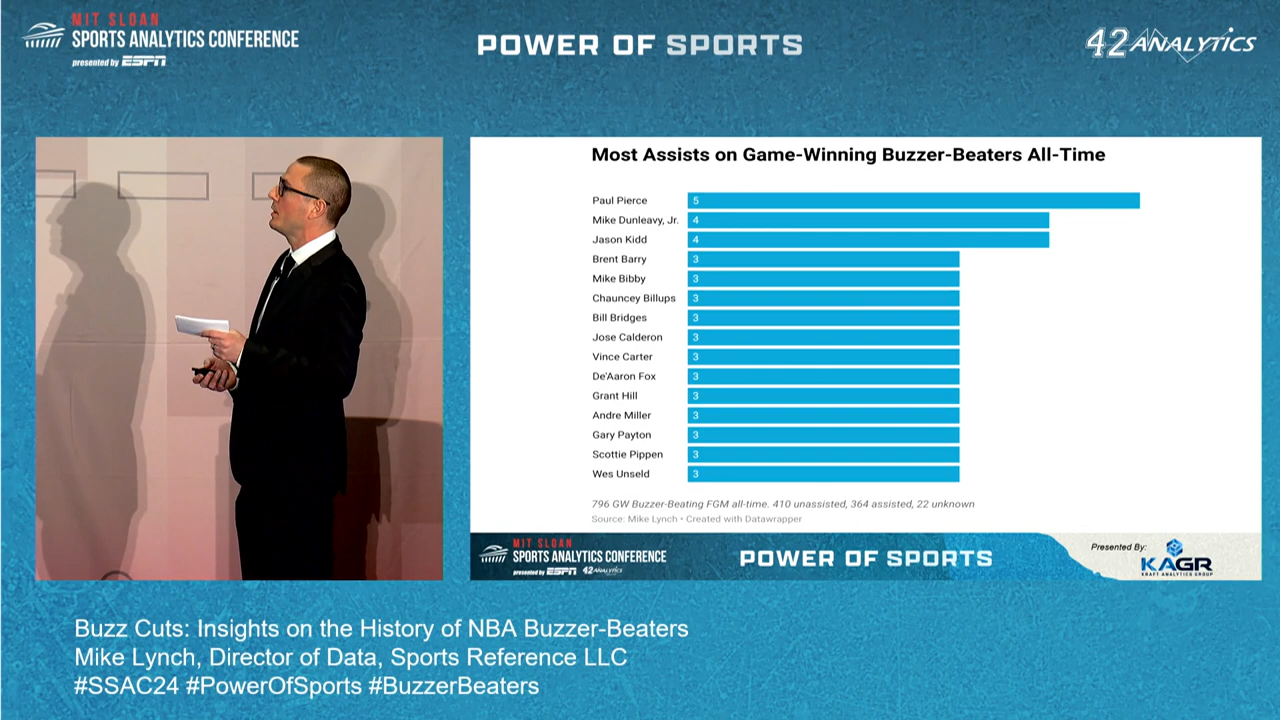 MIT SLOAN
SPORTS ANALYTICS CONFERENCE
presented by ESPN
POWER OF SPORTS
42 ANALYTICS
Most Assists on Game-Winning Buzzer-Beaters All-Time
Paul Pierce 5
Mike Dunleavy, Jr. 4
Jason Kidd 4
Brent Barry 3
Mike Bibby 3
Chauncey Billups 3
Bill Bridges 3
Jose Calderon 3
Vince Carter 3
De'Aaron Fox 3
Grant Hill 3
Andre Miller 3
Gary Payton 3
Scottie Pippen 3
Wes Unseld 3
796 GW Buzzer-Beating FGM all-time. 410 unassisted, 364 assisted, 22 unknown
Source: Mike Lynch • Created with Datawrapper
MIT SLOAN
SPORTS ANALYTICS CONFERENCE
presented by ESPN 42 ANALYTICS
POWER OF SPORTS
Presented By:
KAGR
KRAFT ANALYTICS GROUP
Buzz Cuts: Insights on the History of NBA Buzzer-Beaters
Mike Lynch, Director of Data, Sports Reference LLC
#SSAC24 #PowerOfSports #BuzzerBeaters